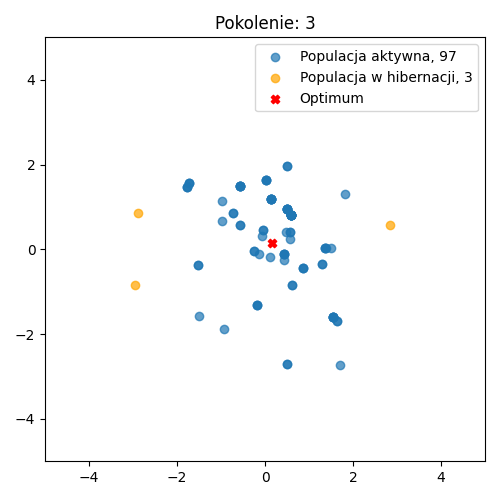 Pokolenie: 3
Populacja aktywna, 97
Populacja w hibernacji, 3
Optimum
4
2
0
−2
−4
−4
−2
0
2
4